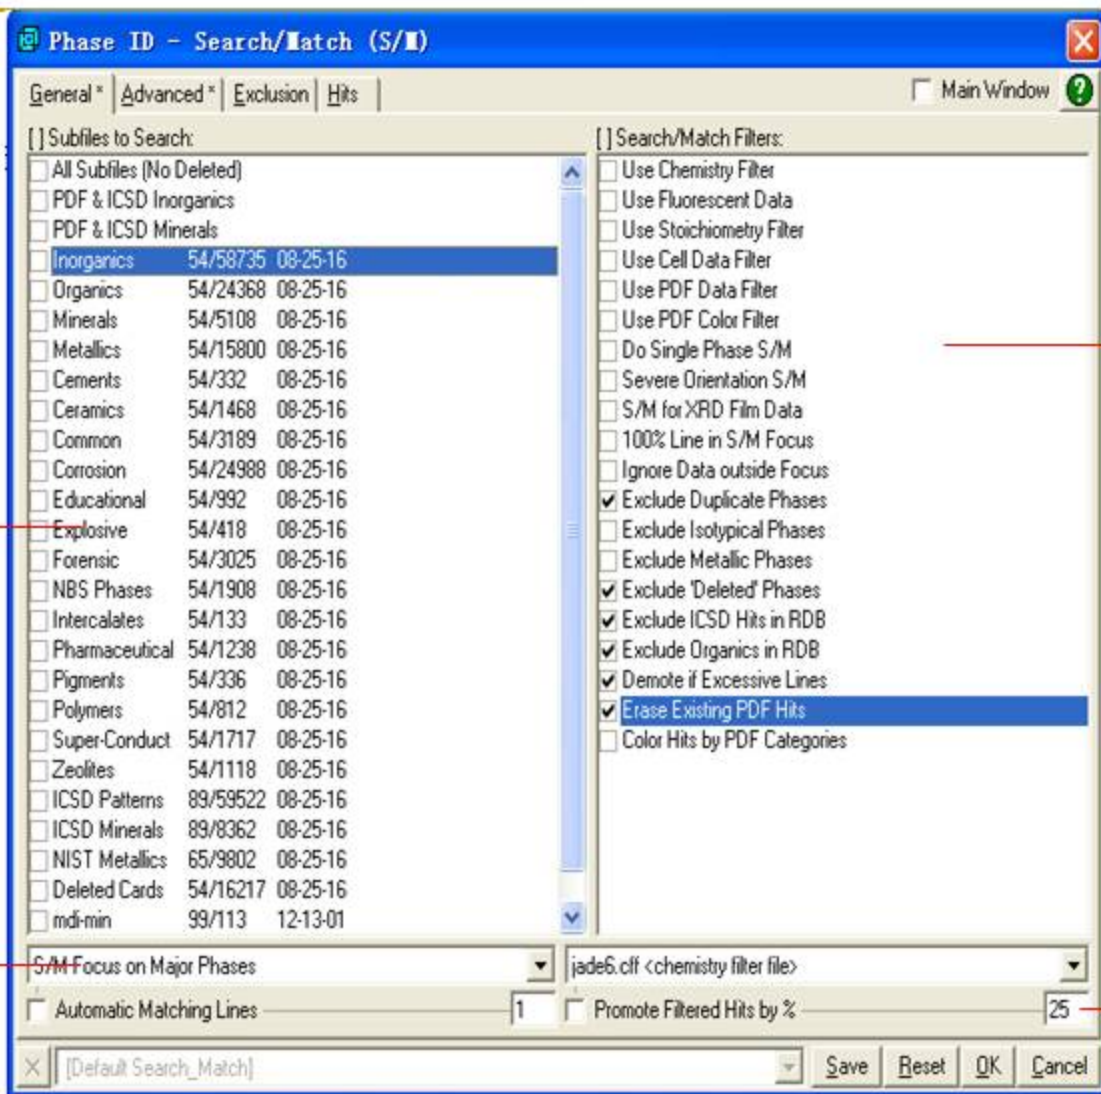 Phase ID - Search/Match (S/M)
General * Advanced * Exclusion Hits Main Window ?
[ ] Subfiles to Search:
All Subfiles (No Deleted)
PDF & ICSD Inorganics
PDF & ICSD Minerals
Inorganics 54/58735 08-25-16
Organics 54/24368 08-25-16
Minerals 54/5108 08-25-16
Metallics 54/15800 08-25-16
Cements 54/332 08-25-16
Ceramics 54/1468 08-25-16
Common 54/3189 08-25-16
Corrosion 54/24988 08-25-16
Educational 54/992 08-25-16
Explosive 54/418 08-25-16
Forensic 54/3025 08-25-16
NBS Phases 54/1908 08-25-16
Intercalates 54/133 08-25-16
Pharmaceutical 54/1238 08-25-16
Pigments 54/336 08-25-16
Polymers 54/812 08-25-16
Super-Conduct 54/1717 08-25-16
Zeolites 54/1118 08-25-16
ICSD Patterns 89/59522 08-25-16
ICSD Minerals 89/8362 08-25-16
NIST Metallics 65/9802 08-25-16
Deleted Cards 54/16217 08-25-16
mdi-min 99/113 12-13-01
S/M Focus on Major Phases
Automatic Matching Lines 1
[ ] Search/Match Filters:
Use Chemistry Filter
Use Fluorescent Data
Use Stoichiometry Filter
Use Cell Data Filter
Use PDF Data Filter
Use PDF Color Filter
Do Single Phase S/M
Severe Orientation S/M
S/M for XRD Film Data
100% Line in S/M Focus
Ignore Data outside Focus
Exclude Duplicate Phases
Exclude Isotypical Phases
Exclude Metallic Phases
Exclude 'Deleted' Phases
Exclude ICSD Hits in RDB
Exclude Organics in RDB
Demote if Excessive Lines
Erase Existing PDF Hits
Color Hits by PDF Categories
jade6.cff <chemistry filter file>
Promote Filtered Hits by % 25
[Default Search_Match] Save Reset OK Cancel